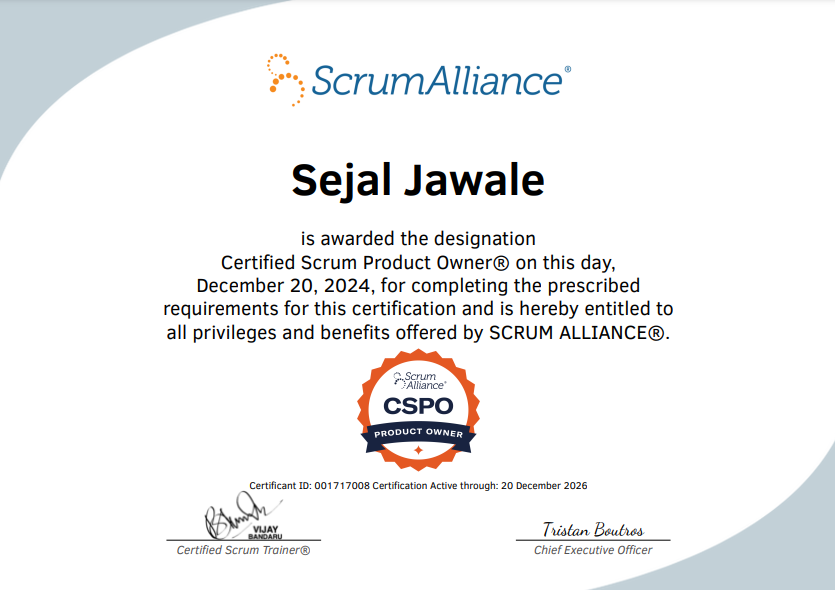 ScrumAlliance®
Sejal Jawale
is awarded the designation
Certified Scrum Product Owner® on this day,
December 20, 2024, for completing the prescribed
requirements for this certification and is hereby entitled to
all privileges and benefits offered by SCRUM ALLIANCE®.
Scrum
Alliance®
CSPO
PRODUCT OWNER
Certificant ID: 001717008 Certification Active through: 20 December 2026
VIJAY
BANDARU
Tristan Boutros
Certified Scrum Trainer®
Chief Executive Officer